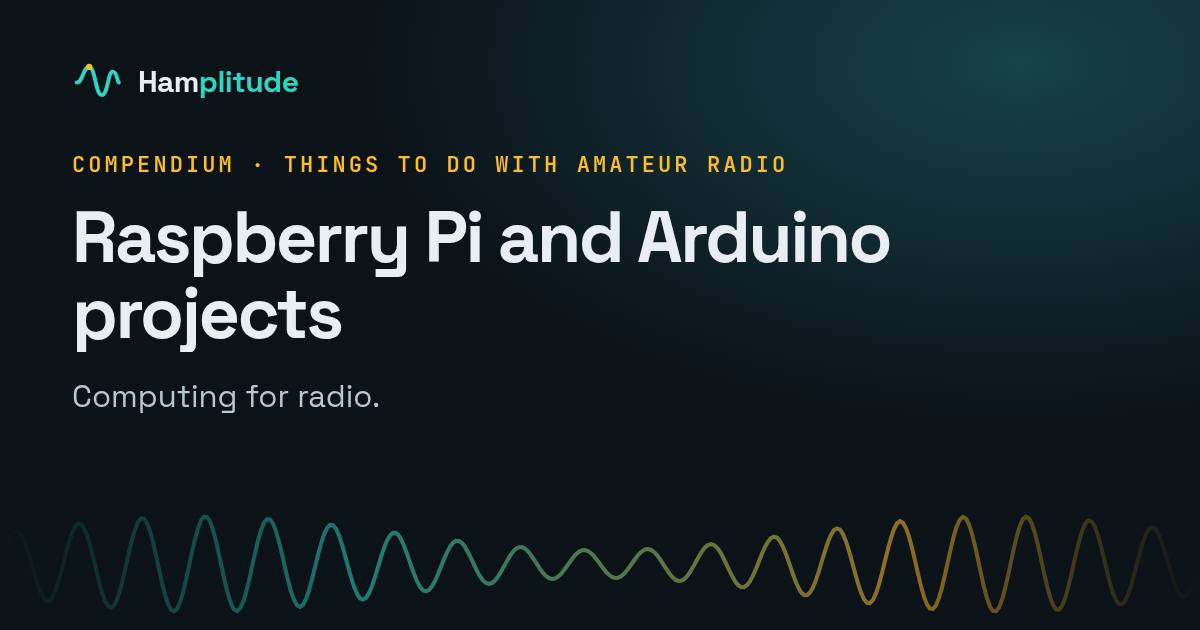 Hamplitude
COMPENDIUM · THINGS TO DO WITH AMATEUR RADIO
Raspberry Pi and Arduino
projects
Computing for radio.